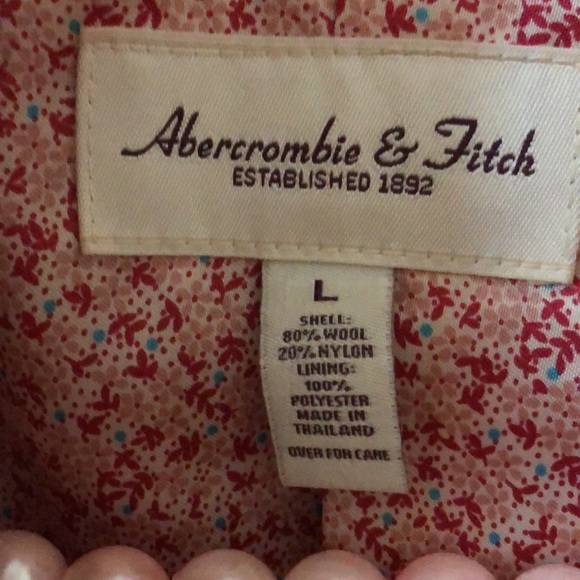 Abercrombie & Fitch
ESTABLISHED 1892
L
SHELL:
80% WOOL
20% NYLON
LINING:
100%
POLYESTER
MADE IN
THAILAND
OVER FOR CARE